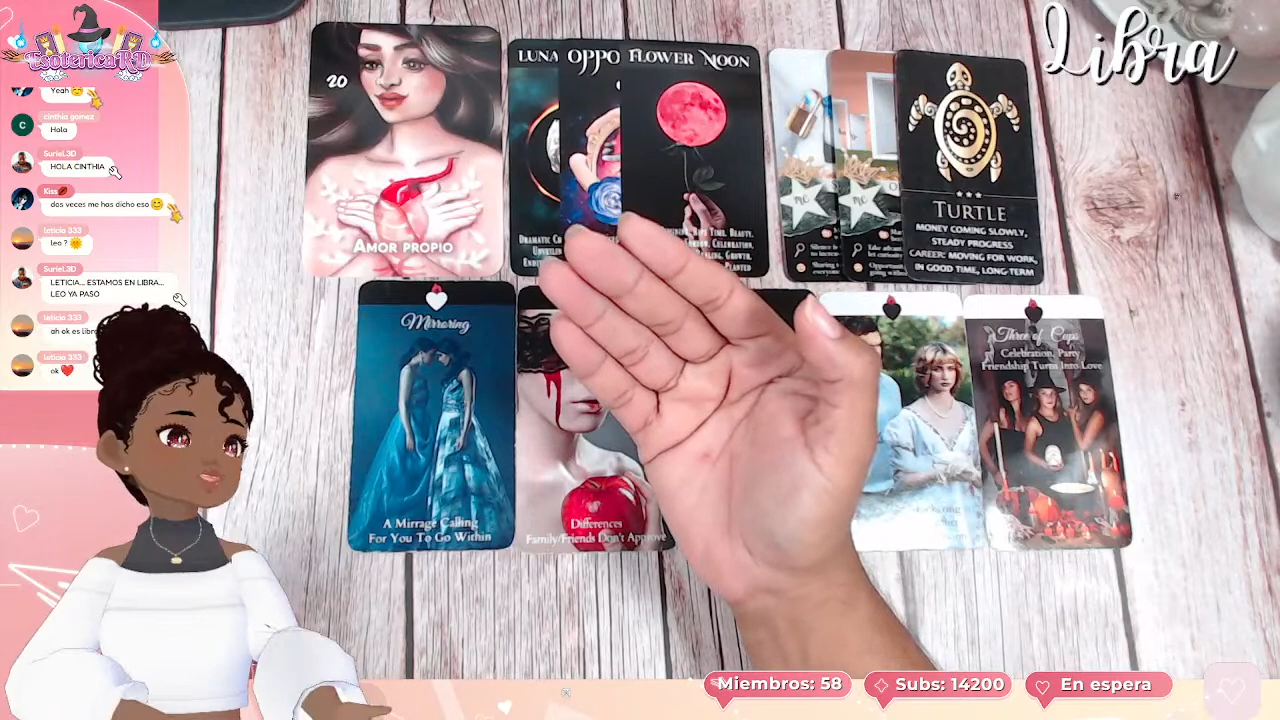 EsotericaRD
Libra
Yeah
cinthia gomez
Hola
Suriel3D
HOLA CINTHIA
Kiss
dos veces me has dicho eso
leticia 333
leo ?
Suriel3D
LETICIA... ESTAMOS EN LIBRA...
LEO YA PASO
leticia 333
ah ok es libra
leticia 333
ok
20
AMOR PROPIO
LUNA
OPPO
FLOWER MOON
DRAMATIC
TURTLE
MONEY COMING SLOWLY,
STEADY PROGRESS
CAREER: MOVING FOR WORK,
IN GOOD TIME, LONG-TERM
Mirroring
A Mirrage Calling
For You To Go Within
Differences
Family/Friends Don't Approve
Three of Cups
Celebration, Party
Friendship Turns Into Love
Miembros: 58
Subs: 14200
En espera